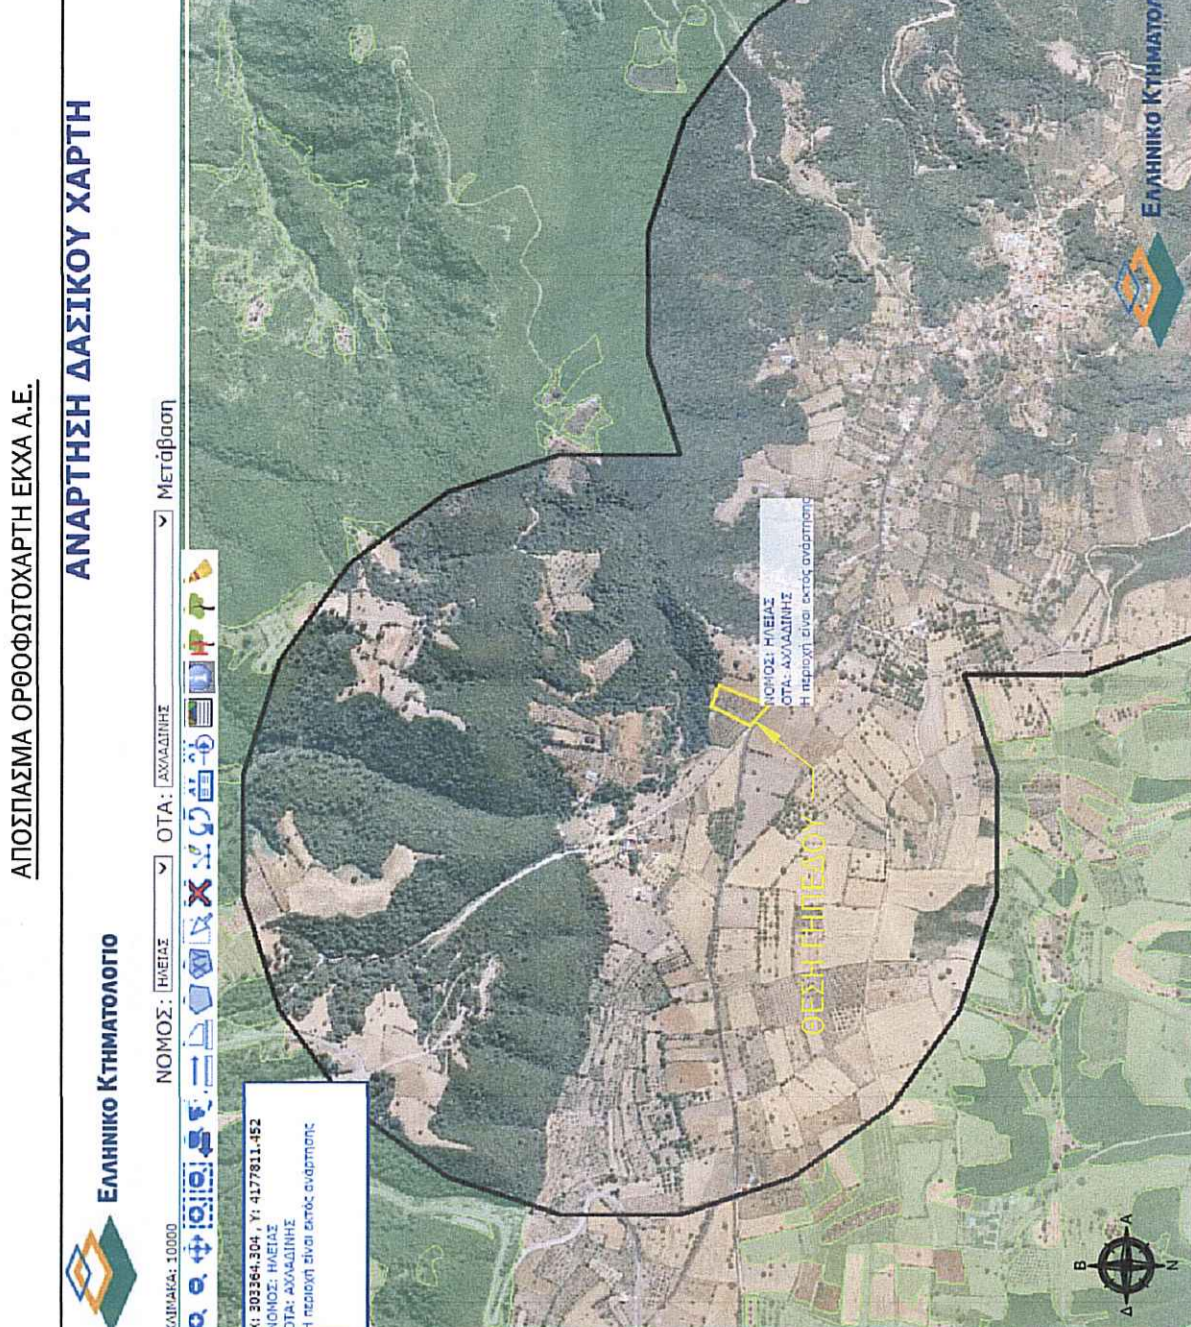 ΑΠΟΣΠΑΣΜΑ ΟΡΘΟΦΩΤΟΧΑΡΤΗ ΕΚΧΑ Α.Ε.
ΕΛΛΗΝΙΚΟ ΚΤΗΜΑΤΟΛΟΓΙΟ
ΑΝΑΡΤΗΣΗ ΔΑΣΙΚΟΥ ΧΑΡΤΗ
ΝΟΜΟΣ: ΗΛΕΙΑΣ ΟΤΑ: ΑΧΛΑΔΙΝΗΣ Μετάβαση
ΚΛΙΜΑΚΑ: 10000
X: 303364.304 , Y: 4177811.452
ΝΟΜΟΣ: ΗΛΕΙΑΣ
ΟΤΑ: ΑΧΛΑΔΙΝΗΣ
Η περιοχή είναι εκτός ανάρτησης
ΝΟΜΟΣ: ΗΛΕΙΑΣ
ΟΤΑ: ΑΧΛΑΔΙΝΗΣ
Η περιοχή είναι εκτός ανάρτησης
ΘΕΣΗ ΓΗΠΕΔΟΥ
Β
Δ
Α
Ν
ΕΛΛΗΝΙΚΟ ΚΤΗΜΑΤΟΛ